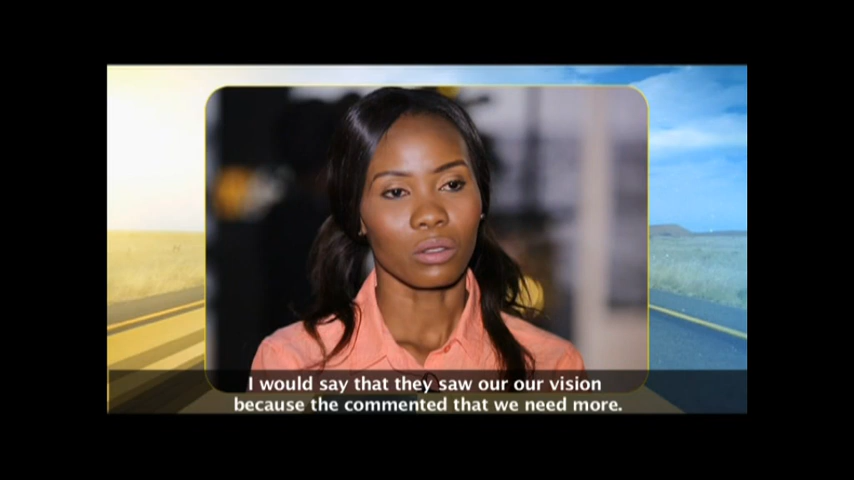 I would say that they saw our our vision
because the commented that we need more.